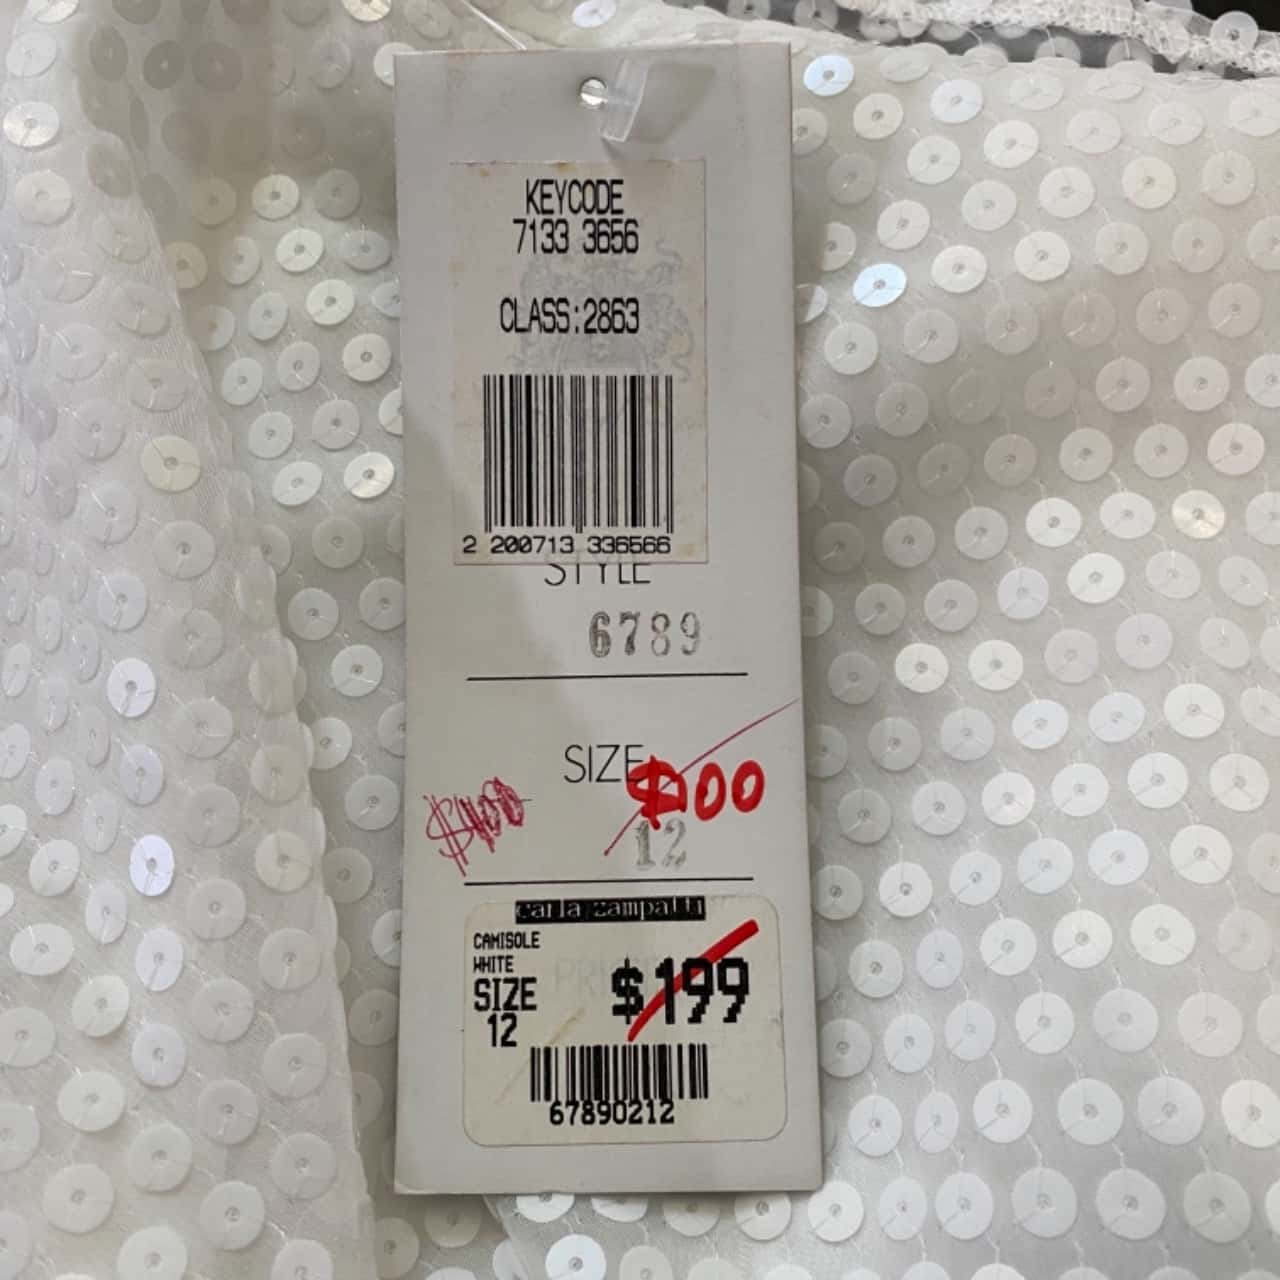 KEYCODE
7133 3656
CLASS:2863
2 200713 336566
STYLE
6789
SIZE
$100
$100
12
carla zampatti
CAMISOLE
WHITE
SIZE
12
$199
67890212